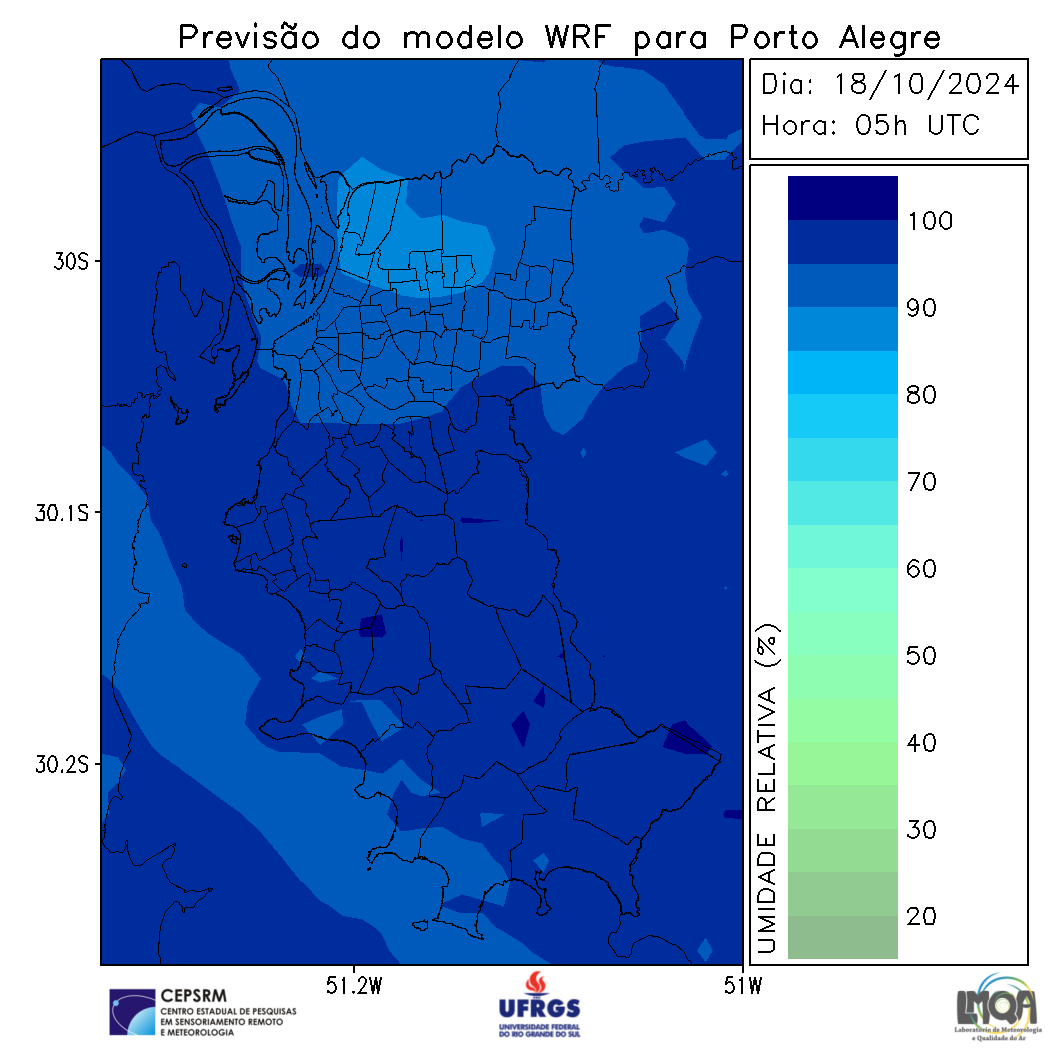 Previsão do modelo WRF para Porto Alegre
Dia: 18/10/2024
Hora: 05h UTC
30S
30.1S
30.2S
51.2W
51W
100
90
80
70
60
50
40
30
20
UMIDADE RELATIVA (%)
CEPSRM
CENTRO ESTADUAL DE PESQUISAS
EM SENSORIAMENTO REMOTO
E METEOROLOGIA
UFRGS
UNIVERSIDADE FEDERAL
DO RIO GRANDE DO SUL
LMQA
Laboratório de Meteorologia
e Qualidade do Ar